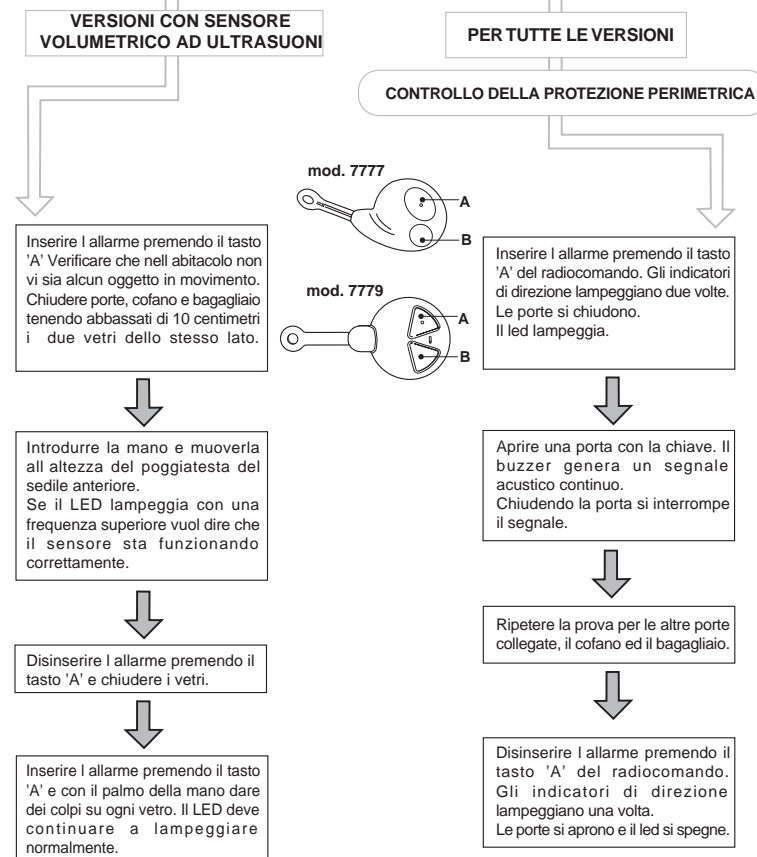 VERSIONI CON SENSORE
VOLUMETRICO AD ULTRASUONI
Inserire l allarme premendo il tasto
'A' Verificare che nell abitacolo non
vi sia alcun oggetto in movimento.
Chiudere porte, cofano e bagagliaio
tenendo abbassati di 10 centimetri
i due vetri dello stesso lato.
Introdurre la mano e muoverla
all altezza del poggiatesta del
sedile anteriore.
Se il LED lampeggia con una
frequenza superiore vuol dire che
il sensore sta funzionando
correttamente.
Disinserire l allarme premendo il
tasto 'A' e chiudere i vetri.
Inserire l allarme premendo il tasto
'A' e con il palmo della mano dare
dei colpi su ogni vetro. Il LED deve
continuare a lampeggiare
normalmente.
mod. 7777
A
B
mod. 7779
A
B
PER TUTTE LE VERSIONI
CONTROLLO DELLA PROTEZIONE PERIMETRICA
Inserire l allarme premendo il tasto
'A' del radiocomando. Gli indicatori
di direzione lampeggiano due volte.
Le porte si chiudono.
Il led lampeggia.
Aprire una porta con la chiave. Il
buzzer genera un segnale
acustico continuo.
Chiudendo la porta si interrompe
il segnale.
Ripetere la prova per le altre porte
collegate, il cofano ed il bagagliaio.
Disinserire l allarme premendo il
tasto 'A' del radiocomando.
Gli indicatori di direzione
lampeggiano una volta.
Le porte si aprono e il led si spegne.